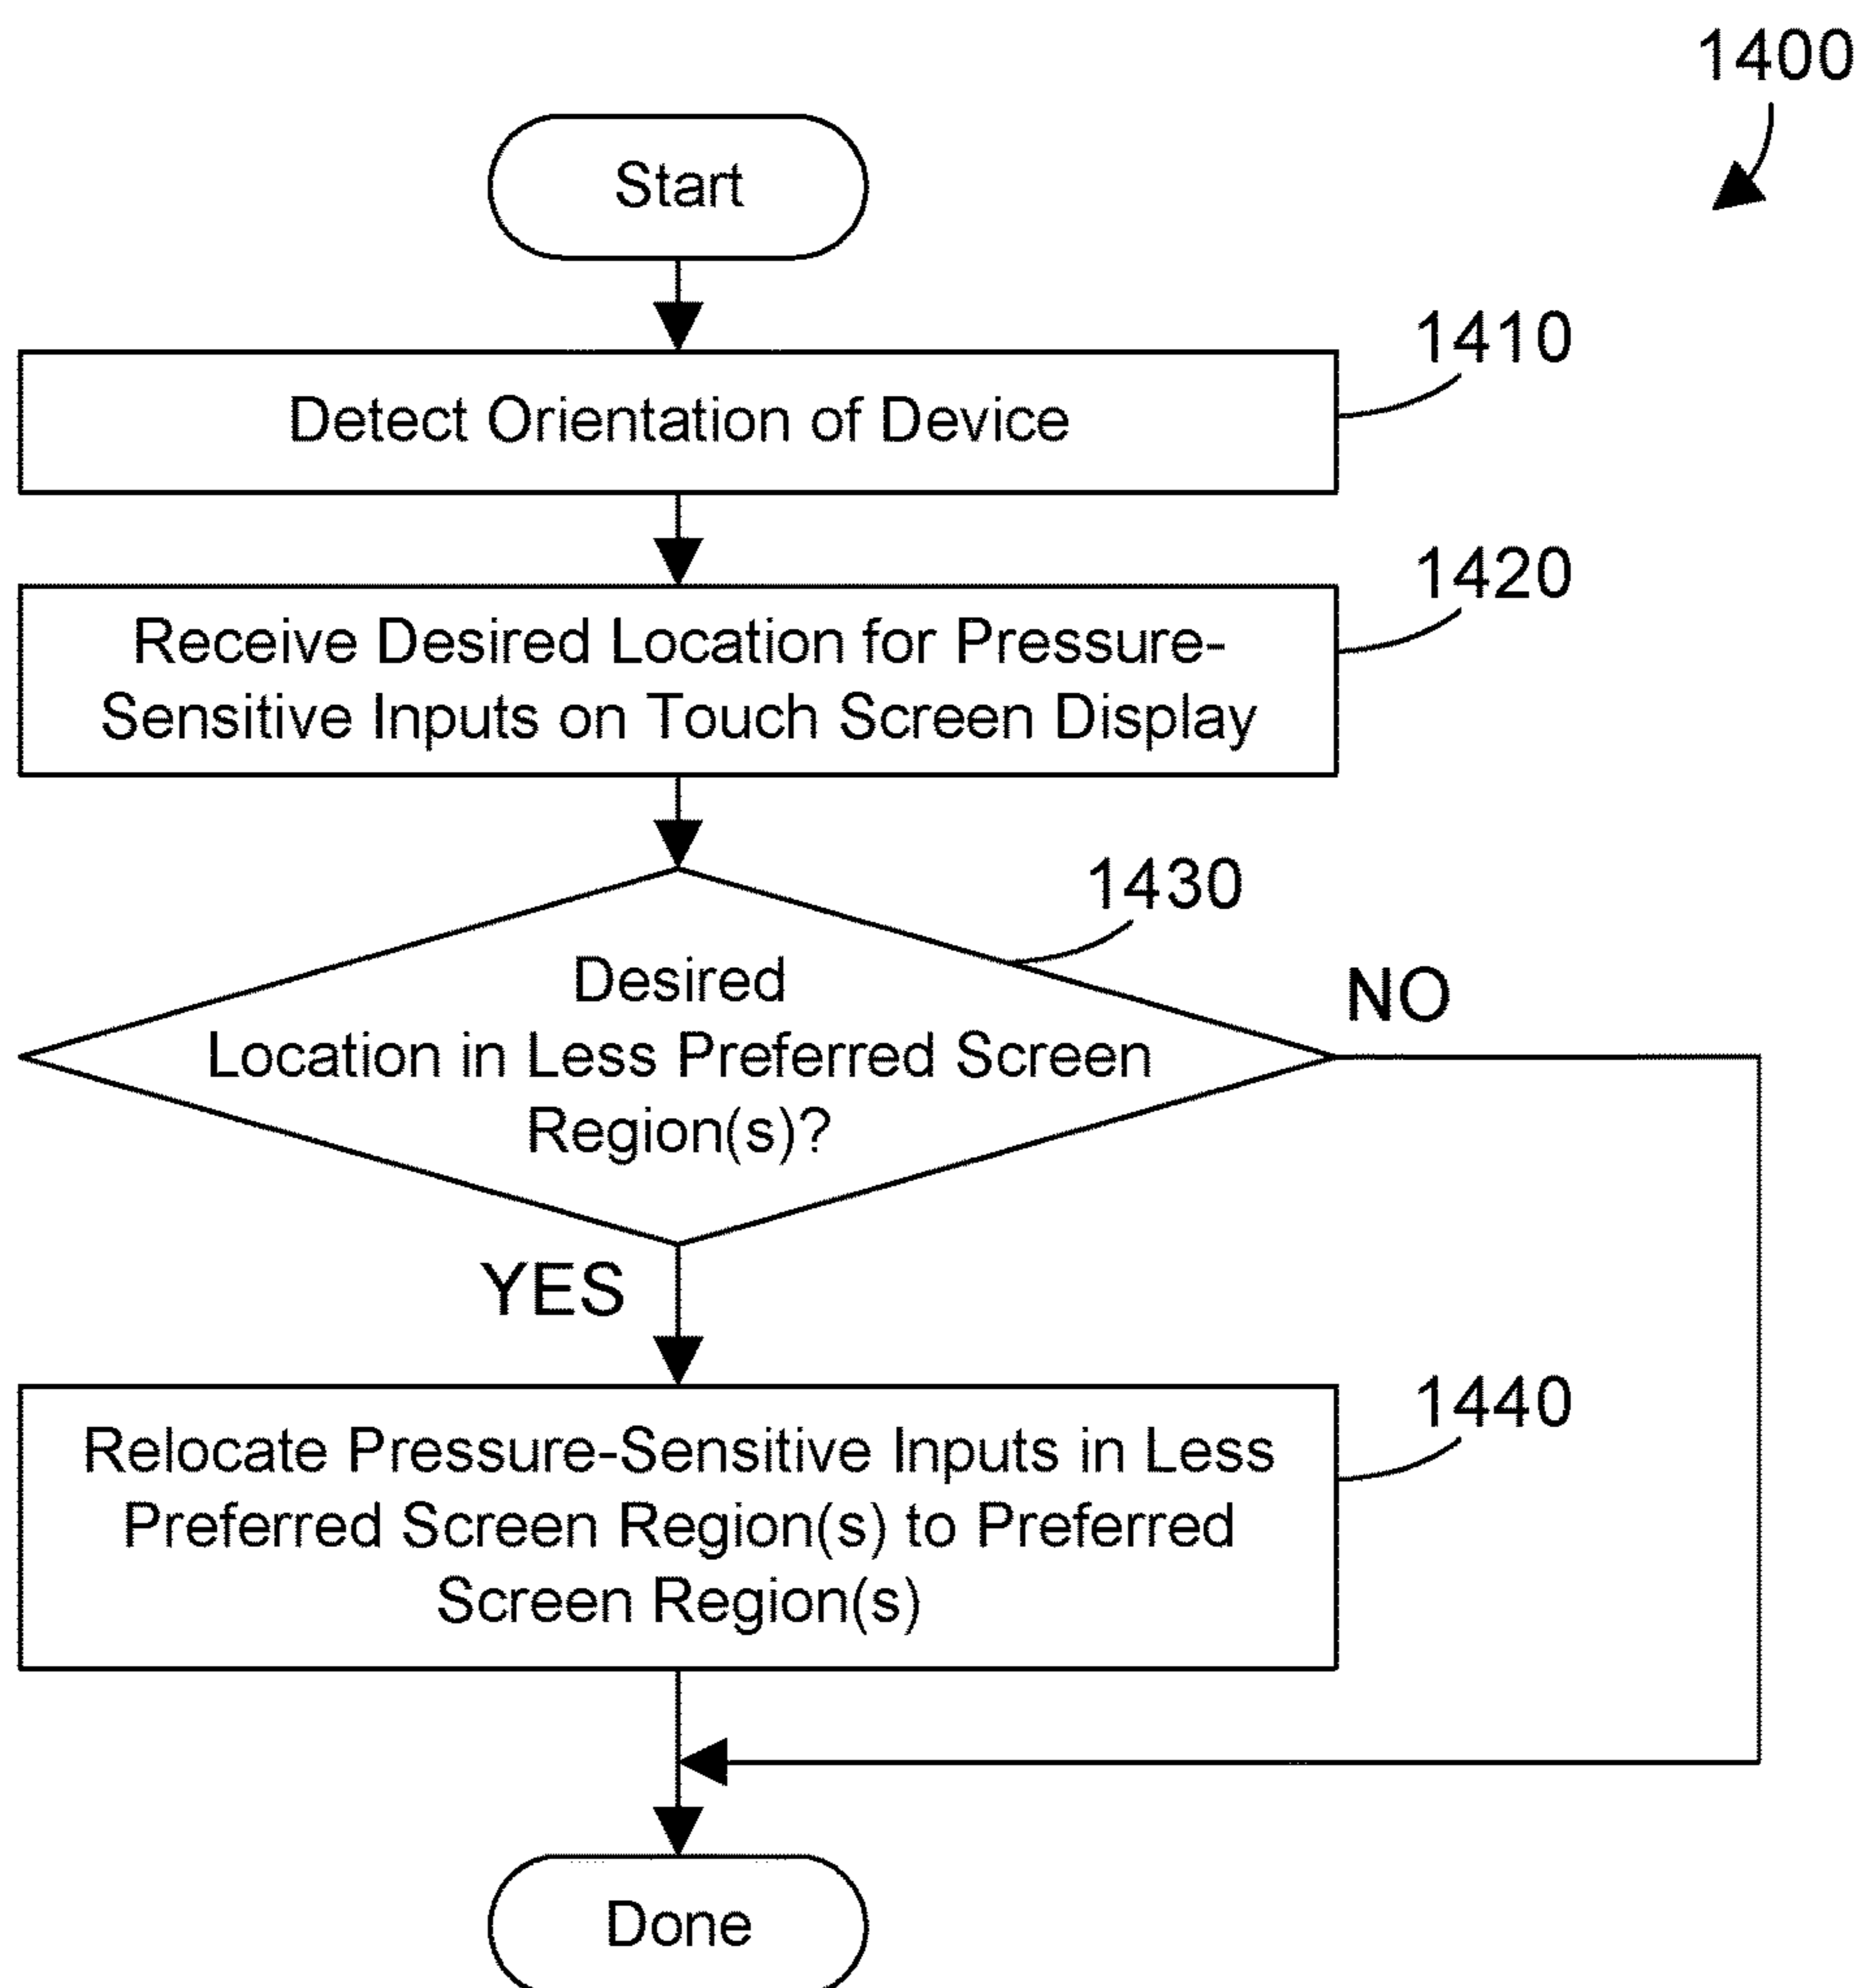 1400
Start
1410
Detect Orientation of Device
1420
Receive Desired Location for Pressure-
Sensitive Inputs on Touch Screen Display
1430
Desired
Location in Less Preferred Screen
Region(s)?
NO
YES
1440
Relocate Pressure-Sensitive Inputs in Less
Preferred Screen Region(s) to Preferred
Screen Region(s)
Done